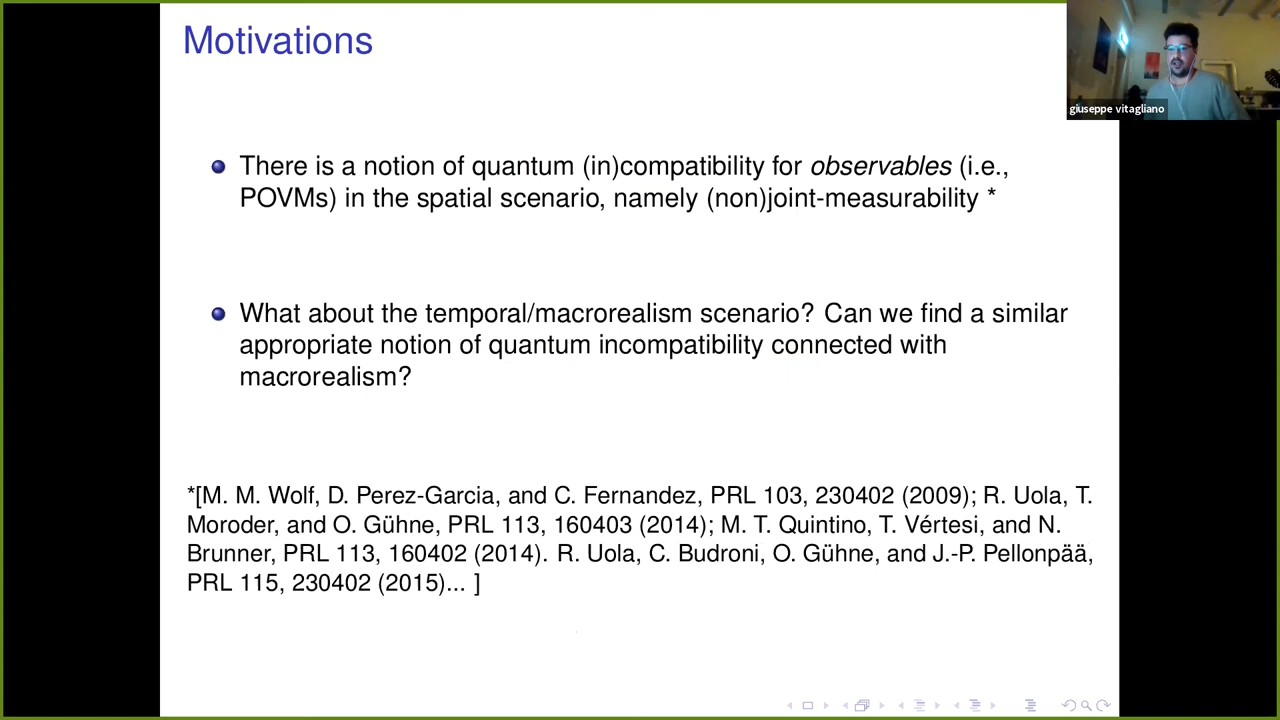 Motivations
giuseppe vitagliano
There is a notion of quantum (in)compatibility for observables (i.e.,
POVMs) in the spatial scenario, namely (non)joint-measurability *
What about the temporal/macrorealism scenario? Can we find a similar
appropriate notion of quantum incompatibility connected with
macrorealism?
*[M. M. Wolf, D. Perez-Garcia, and C. Fernandez, PRL 103, 230402 (2009); R. Uola, T.
Moroder, and O. Gühne, PRL 113, 160403 (2014); M. T. Quintino, T. Vértesi, and N.
Brunner, PRL 113, 160402 (2014). R. Uola, C. Budroni, O. Gühne, and J.-P. Pellonpää,
PRL 115, 230402 (2015)... ]